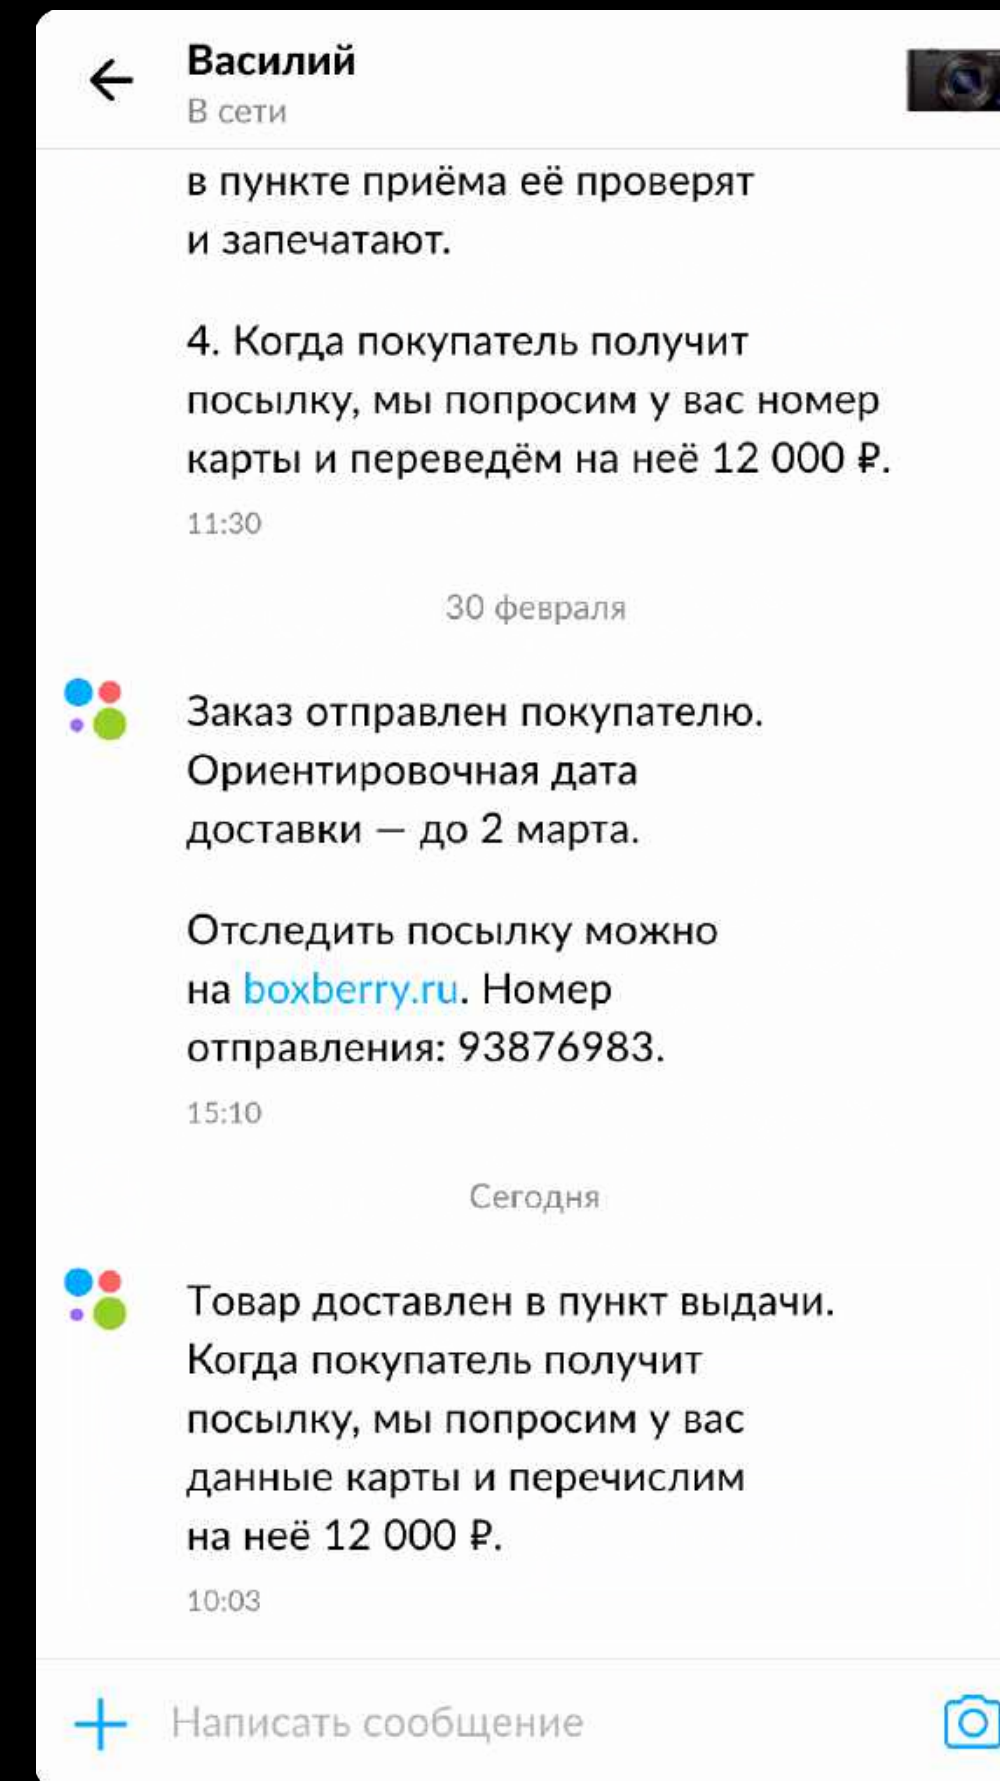 Василий
В сети
в пункте приёма её проверят
и запечатают.
4. Когда покупатель получит
посылку, мы попросим у вас номер
карты и переведём на неё 12 000 ₽.
11:30
30 февраля
Заказ отправлен покупателю.
Ориентировочная дата
доставки — до 2 марта.
Отследить посылку можно
на boxberry.ru. Номер
отправления: 93876983.
15:10
Сегодня
Товар доставлен в пункт выдачи.
Когда покупатель получит
посылку, мы попросим у вас
данные карты и перечислим
на неё 12 000 ₽.
10:03
Написать сообщение